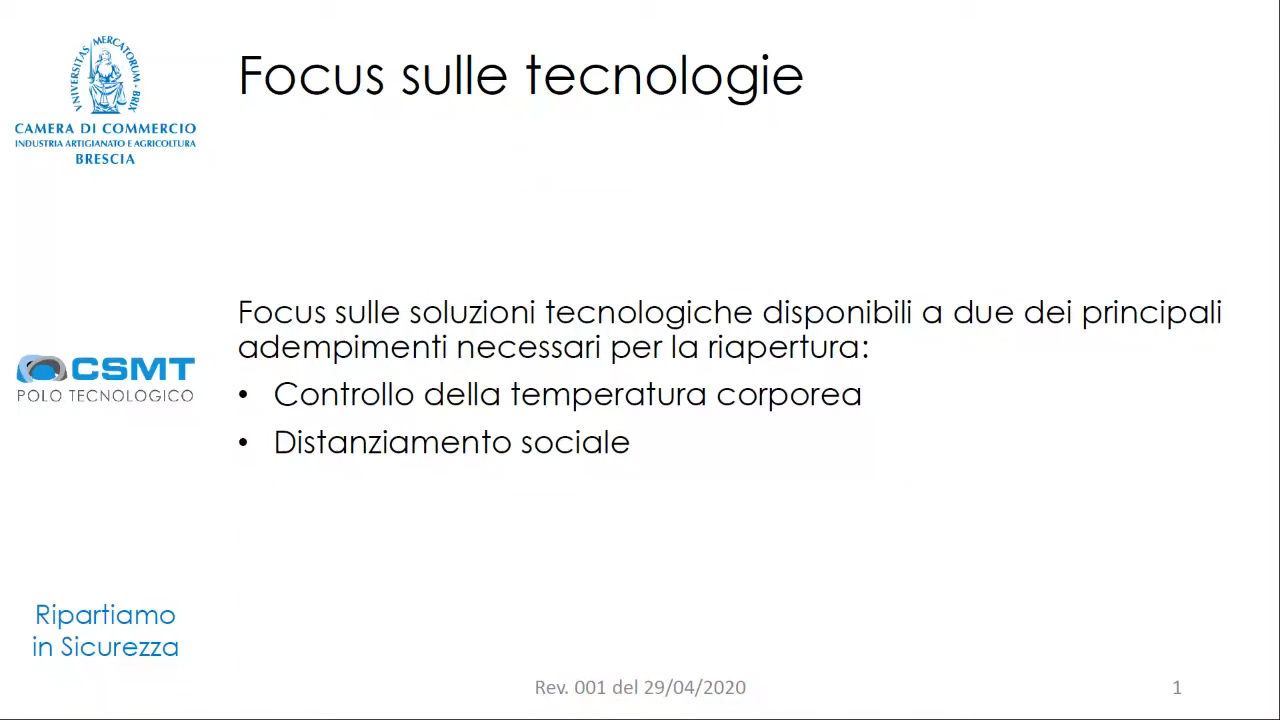 UNIVERSITAS MERCATORUM BRIX
CAMERA DI COMMERCIO
INDUSTRIA ARTIGIANATO E AGRICOLTURA
BRESCIA
Focus sulle tecnologie
Focus sulle soluzioni tecnologiche disponibili a due dei principali
adempimenti necessari per la riapertura:
• Controllo della temperatura corporea
• Distanziamento sociale
CSMT
POLO TECNOLOGICO
Ripartiamo
in Sicurezza
Rev. 001 del 29/04/2020
1